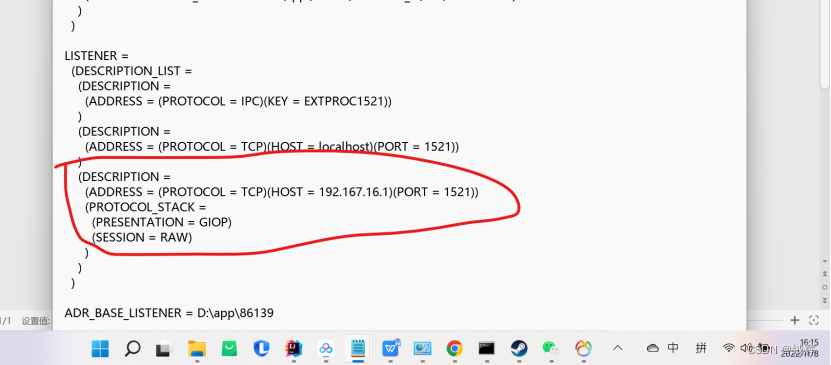 )
)
LISTENER =
(DESCRIPTION_LIST =
(DESCRIPTION =
(ADDRESS = (PROTOCOL = IPC)(KEY = EXTPROC1521))
)
(DESCRIPTION =
(ADDRESS = (PROTOCOL = TCP)(HOST = localhost)(PORT = 1521))
)
(DESCRIPTION =
(ADDRESS = (PROTOCOL = TCP)(HOST = 192.167.16.1)(PORT = 1521))
(PROTOCOL_STACK =
(PRESENTATION = GIOP)
(SESSION = RAW)
)
)
)
ADR_BASE_LISTENER = D:\app\86139
1/1 设置值:
中 拼 16:15
CSDN
2022/11/8